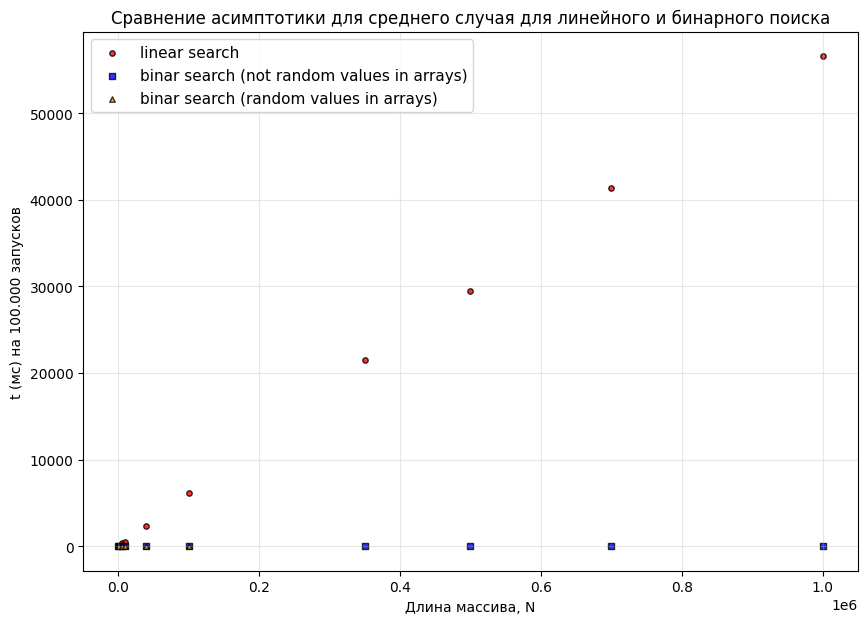 Сравнение асимптотики для среднего случая для линейного и бинарного поиска
linear search
binar search (not random values in arrays)
binar search (random values in arrays)
t (мс) на 100.000 запусков
50000
40000
30000
20000
10000
0
0.0 0.2 0.4 0.6 0.8 1.0
1e6
Длина массива, N